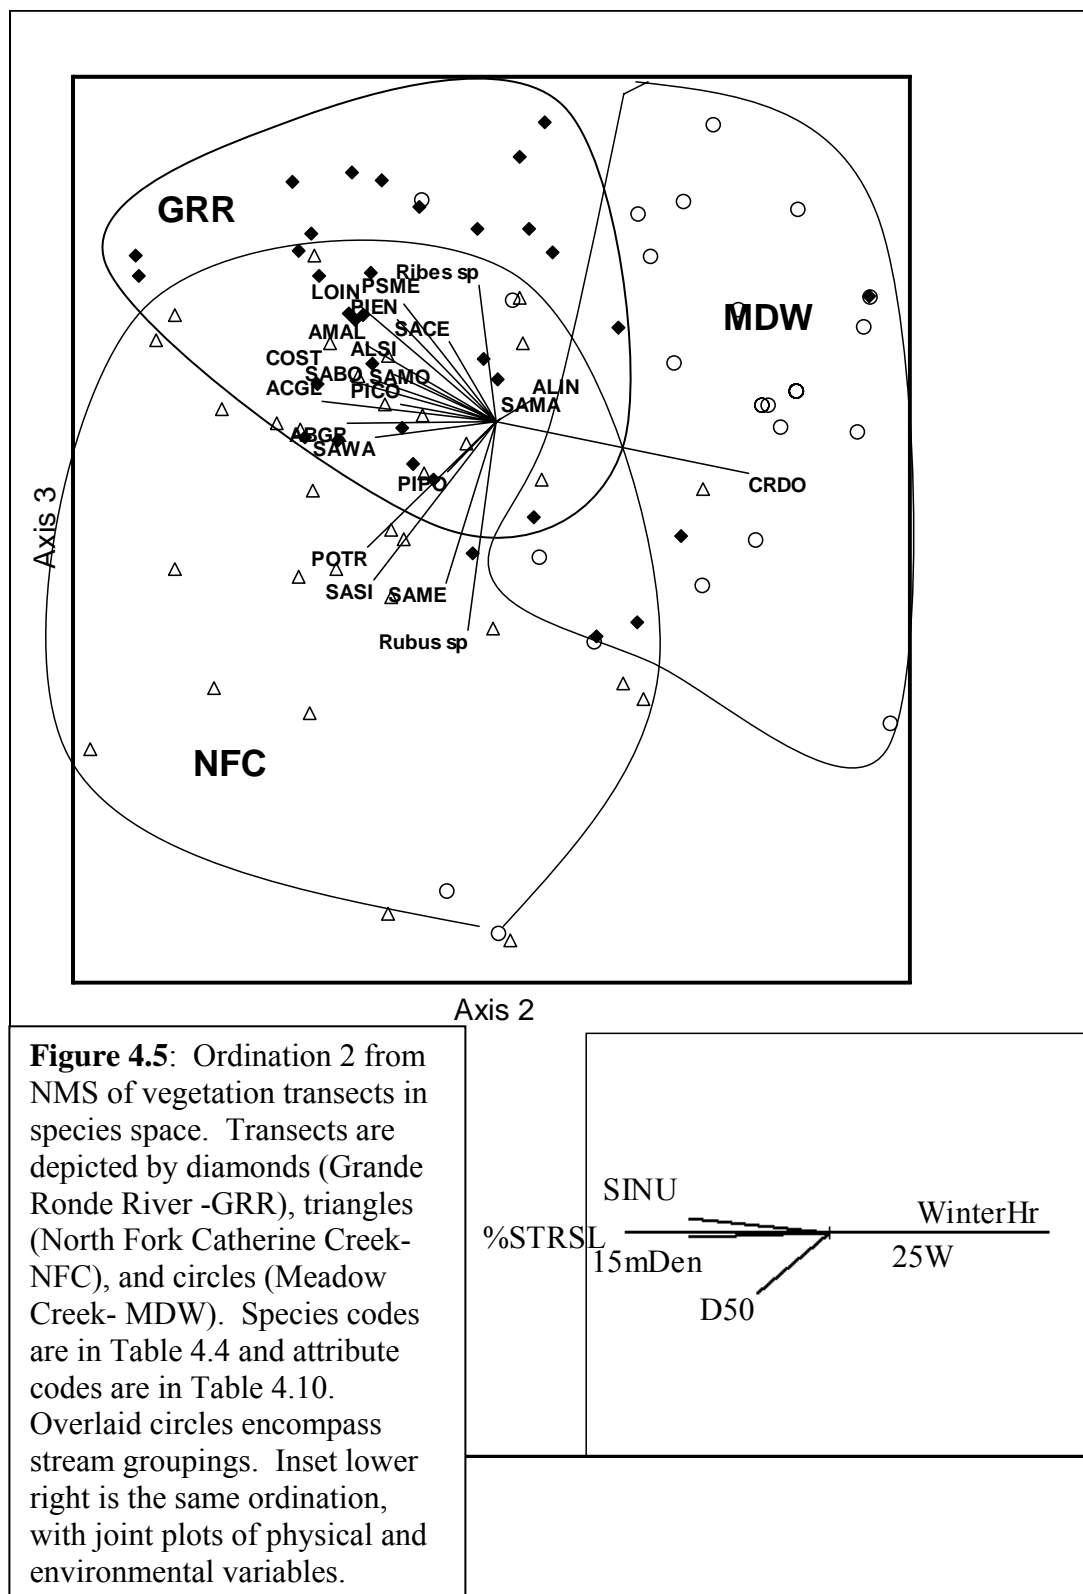 GRR
Ribes sp
PSME
LOIN
PIEN
MDW
AMAL
SACE
ALSI
COST
SABO
SAMO
ACGL
PICO
ALIN
SAMA
ABGR
SAWA
PIPO
CRDO
Axis 3
POTR
SASI
SAME
Rubus sp
NFC
Axis 2
Figure 4.5: Ordination 2 from
NMS of vegetation transects in
species space. Transects are
depicted by diamonds (Grande
Ronde River -GRR), triangles
(North Fork Catherine Creek-
NFC), and circles (Meadow
Creek- MDW). Species codes
are in Table 4.4 and attribute
codes are in Table 4.10.
Overlaid circles encompass
stream groupings. Inset lower
right is the same ordination,
with joint plots of physical and
environmental variables.
SINU
%STRSL
WinterHr
15mDen
25W
D50